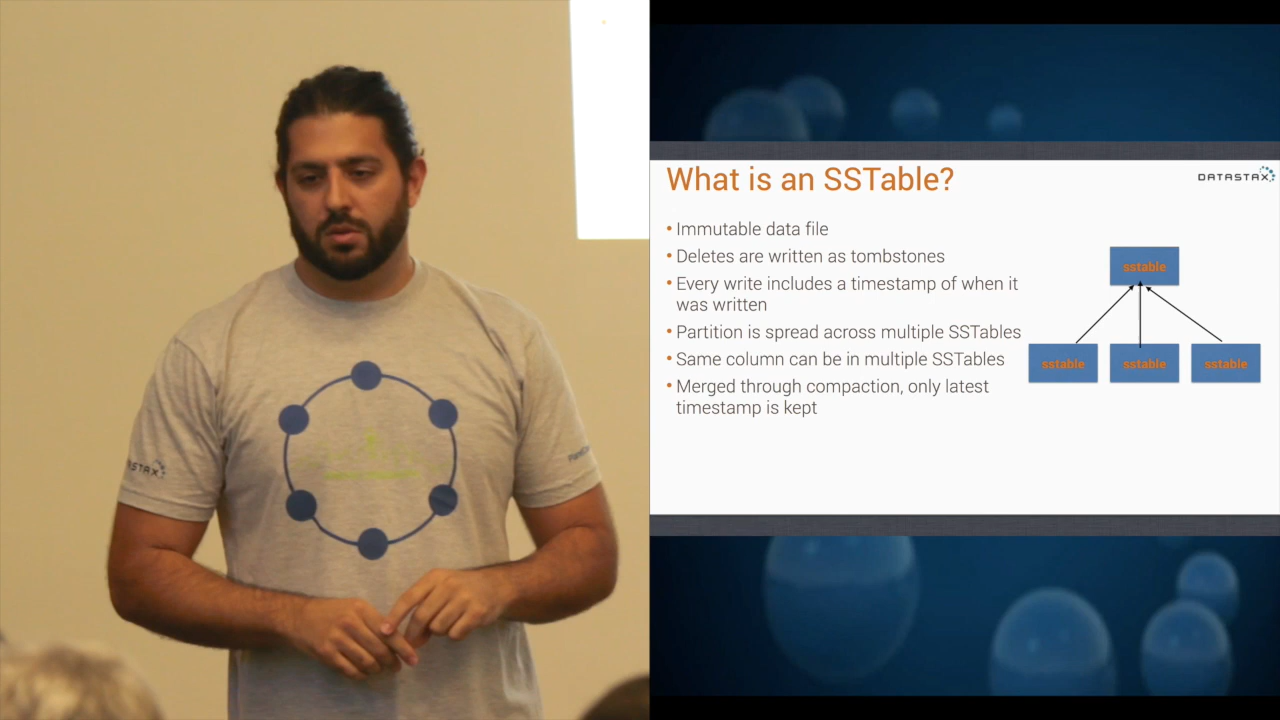 What is an SSTable?
DATASTAX
• Immutable data file
• Deletes are written as tombstones
• Every write includes a timestamp of when it
was written
• Partition is spread across multiple SSTables
• Same column can be in multiple SSTables
• Merged through compaction, only latest
timestamp is kept
sstable
sstable
sstable
sstable